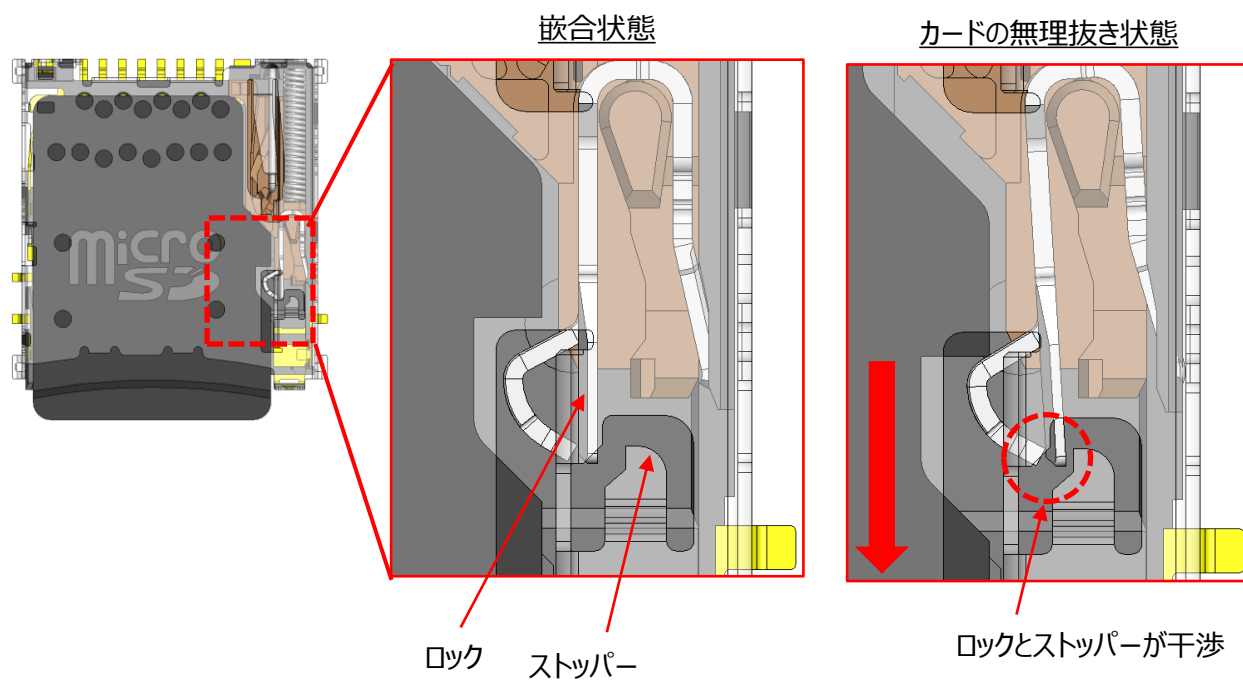 嵌合状態
カードの無理抜き状態
micro
SD
ロック
ストッパー
ロックとストッパーが干渉